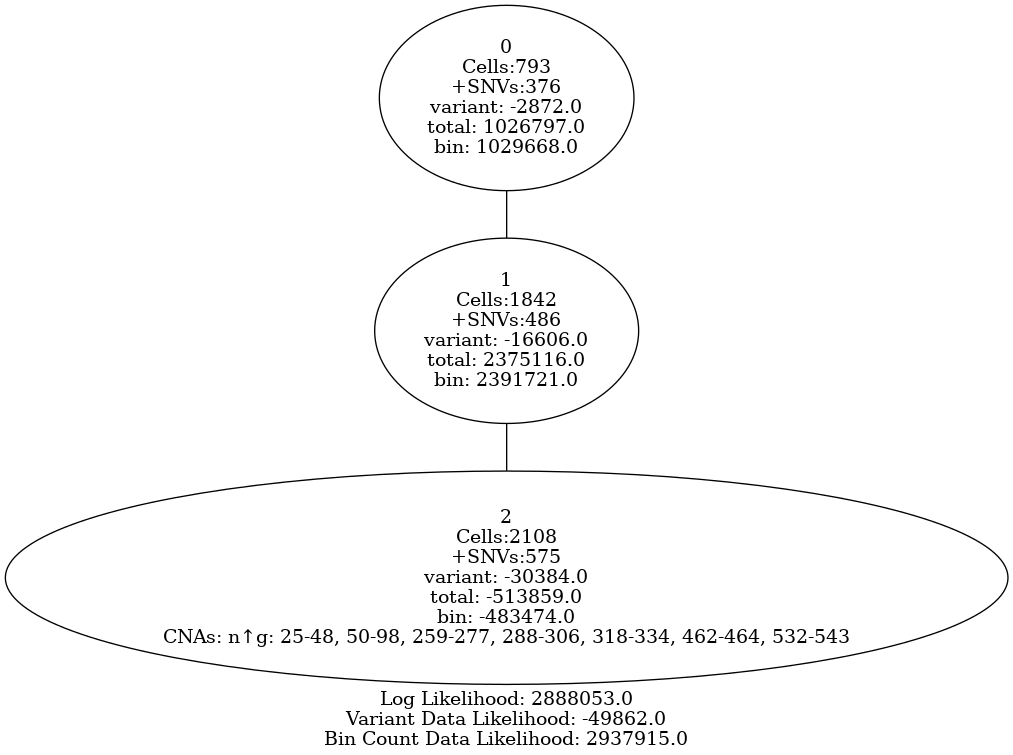 0
Cells:793
+SNVs:376
variant: -2872.0
total: 1026797.0
bin: 1029668.0
1
Cells:1842
+SNVs:486
variant: -16606.0
total: 2375116.0
bin: 2391721.0
2
Cells:2108
+SNVs:575
variant: -30384.0
total: -513859.0
bin: -483474.0
CNAs: n↑g: 25-48, 50-98, 259-277, 288-306, 318-334, 462-464, 532-543
Log Likelihood: 2888053.0
Variant Data Likelihood: -49862.0
Bin Count Data Likelihood: 2937915.0